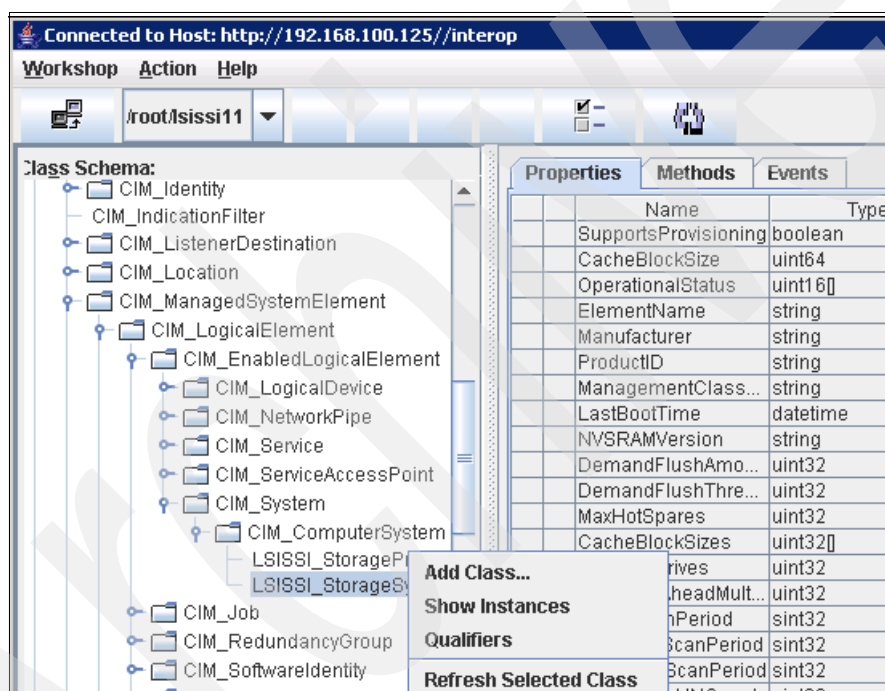 Connected to Host: http://192.168.100.125//interop
Workshop Action Help
/root/lsissi11
Class Schema:
CIM_Identity
CIM_IndicationFilter
CIM_ListenerDestination
CIM_Location
CIM_ManagedSystemElement
CIM_LogicalElement
CIM_EnabledLogicalElement
CIM_LogicalDevice
CIM_NetworkPipe
CIM_Service
CIM_ServiceAccessPoint
CIM_System
CIM_ComputerSystem
LSISSI_StoragePr
LSISSI_StorageSy
CIM_Job
CIM_RedundancyGroup
CIM_SoftwareIdentity
Add Class...
Show Instances
Qualifiers
Refresh Selected Class
Properties Methods Events
Name Type
SupportsProvisioning boolean
CacheBlockSize uint64
OperationalStatus uint16[]
ElementName string
Manufacturer string
ProductID string
ManagementClass... string
LastBootTime datetime
NVSRAMVersion string
DemandFlushAmo... uint32
DemandFlushThre... uint32
MaxHotSpares uint32
CacheBlockSizes uint32[]
rives uint32
headMult... uint32
nPeriod sint32
ScanPeriod sint32
ScanPeriod sint32